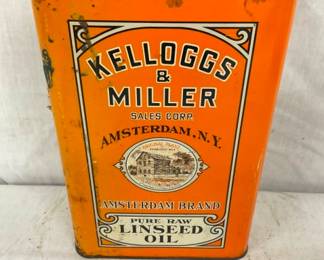 KELLOGGS
&
MILLER
SALES CORP.
AMSTERDAM, N.Y.
AMSTERDAM BRAND
PURE RAW
LINSEED
OIL